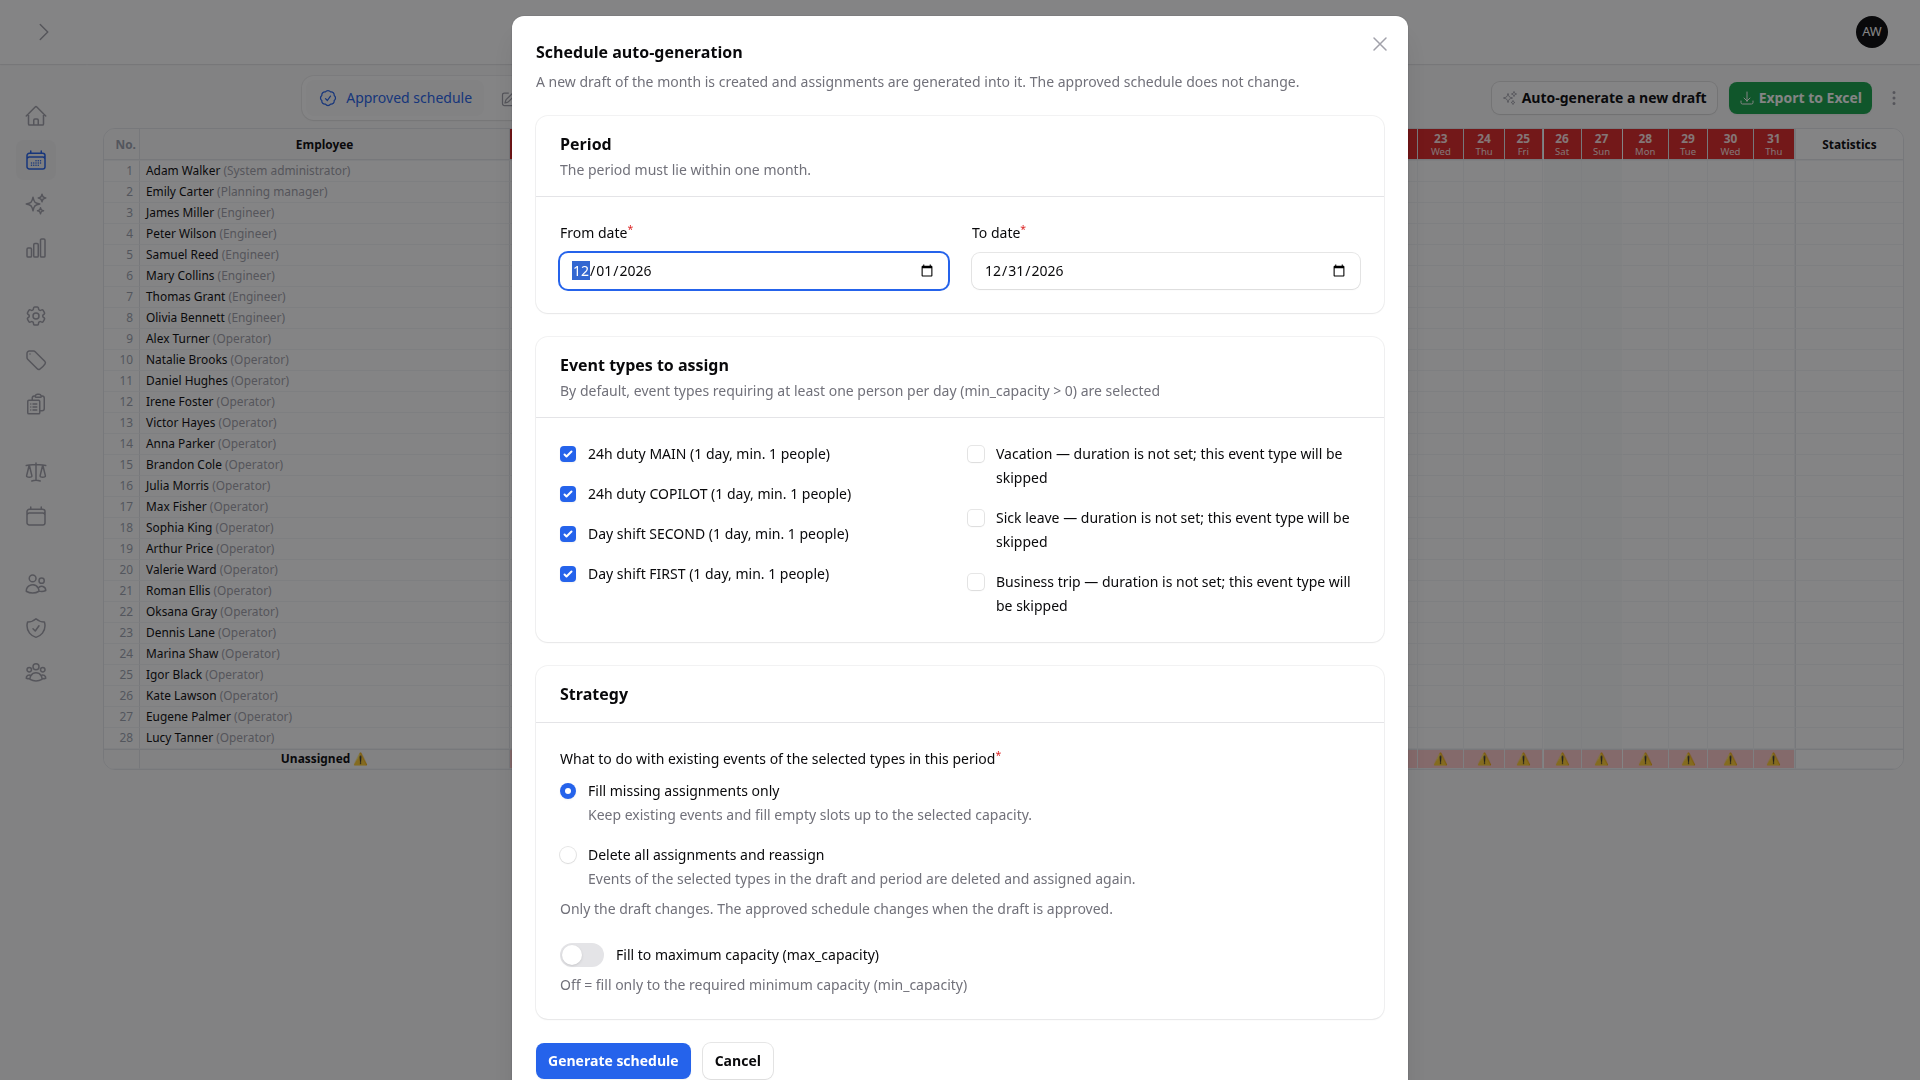 AW
Schedule auto-generation
A new draft of the month is created and assignments are generated into it. The approved schedule does not change.
Approved schedule
Auto-generate a new draft
Export to Excel
Period
The period must lie within one month.
From date*
To date*
12/01/2026
12/31/2026
Event types to assign
By default, event types requiring at least one person per day (min_capacity > 0) are selected
24h duty MAIN (1 day, min. 1 people)
24h duty COPILOT (1 day, min. 1 people)
Day shift SECOND (1 day, min. 1 people)
Day shift FIRST (1 day, min. 1 people)
Vacation — duration is not set; this event type will be
skipped
Sick leave — duration is not set; this event type will be
skipped
Business trip — duration is not set; this event type will
be skipped
Strategy
What to do with existing events of the selected types in this period*
Fill missing assignments only
Keep existing events and fill empty slots up to the selected capacity.
Delete all assignments and reassign
Events of the selected types in the draft and period are deleted and assigned again.
Only the draft changes. The approved schedule changes when the draft is approved.
Fill to maximum capacity (max_capacity)
Off = fill only to the required minimum capacity (min_capacity)
Generate schedule
Cancel
No. Employee
1 Adam Walker (System administrator)
2 Emily Carter (Planning manager)
3 James Miller (Engineer)
4 Peter Wilson (Engineer)
5 Samuel Reed (Engineer)
6 Mary Collins (Engineer)
7 Thomas Grant (Engineer)
8 Olivia Bennett (Engineer)
9 Alex Turner (Operator)
10 Natalie Brooks (Operator)
11 Daniel Hughes (Operator)
12 Irene Foster (Operator)
13 Victor Hayes (Operator)
14 Anna Parker (Operator)
15 Brandon Cole (Operator)
16 Julia Morris (Operator)
17 Max Fisher (Operator)
18 Sophia King (Operator)
19 Arthur Price (Operator)
20 Valerie Ward (Operator)
21 Roman Ellis (Operator)
22 Oksana Gray (Operator)
23 Dennis Lane (Operator)
24 Marina Shaw (Operator)
25 Igor Black (Operator)
26 Kate Lawson (Operator)
27 Eugene Palmer (Operator)
28 Lucy Tanner (Operator)
Unassigned
23 24 25 26 27 28 29 30 31 Statistics
Wed Thu Fri Sat Sun Mon Tue Wed Thu